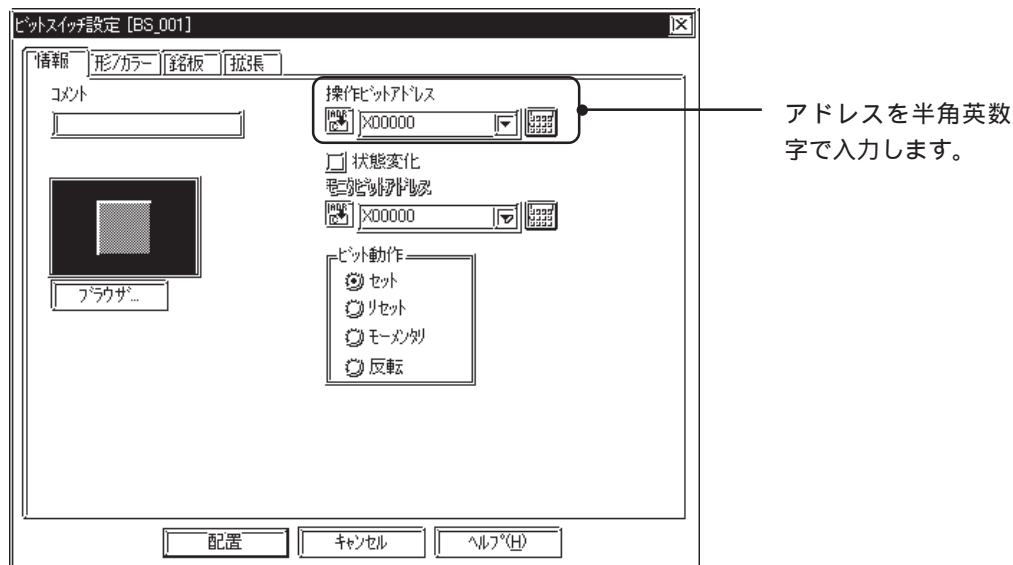 ﾋﾞｯﾄｽｲｯﾁ設定 [BS_001]
情報 形/ｶﾗｰ 銘板 拡張
ｺﾒﾝﾄ
操作ﾋﾞｯﾄｱﾄﾞﾚｽ
X00000
アドレスを半角英数
字で入力します。
状態変化
ﾓﾆﾀﾋﾞｯﾄｱﾄﾞﾚｽ
X00000
ﾋﾞｯﾄ動作
ｾｯﾄ
ﾘｾｯﾄ
ﾓｰﾒﾝﾀﾘ
反転
ﾌﾞﾗｳｻﾞ...
配置 ｷｬﾝｾﾙ ﾍﾙﾌﾟ(H)